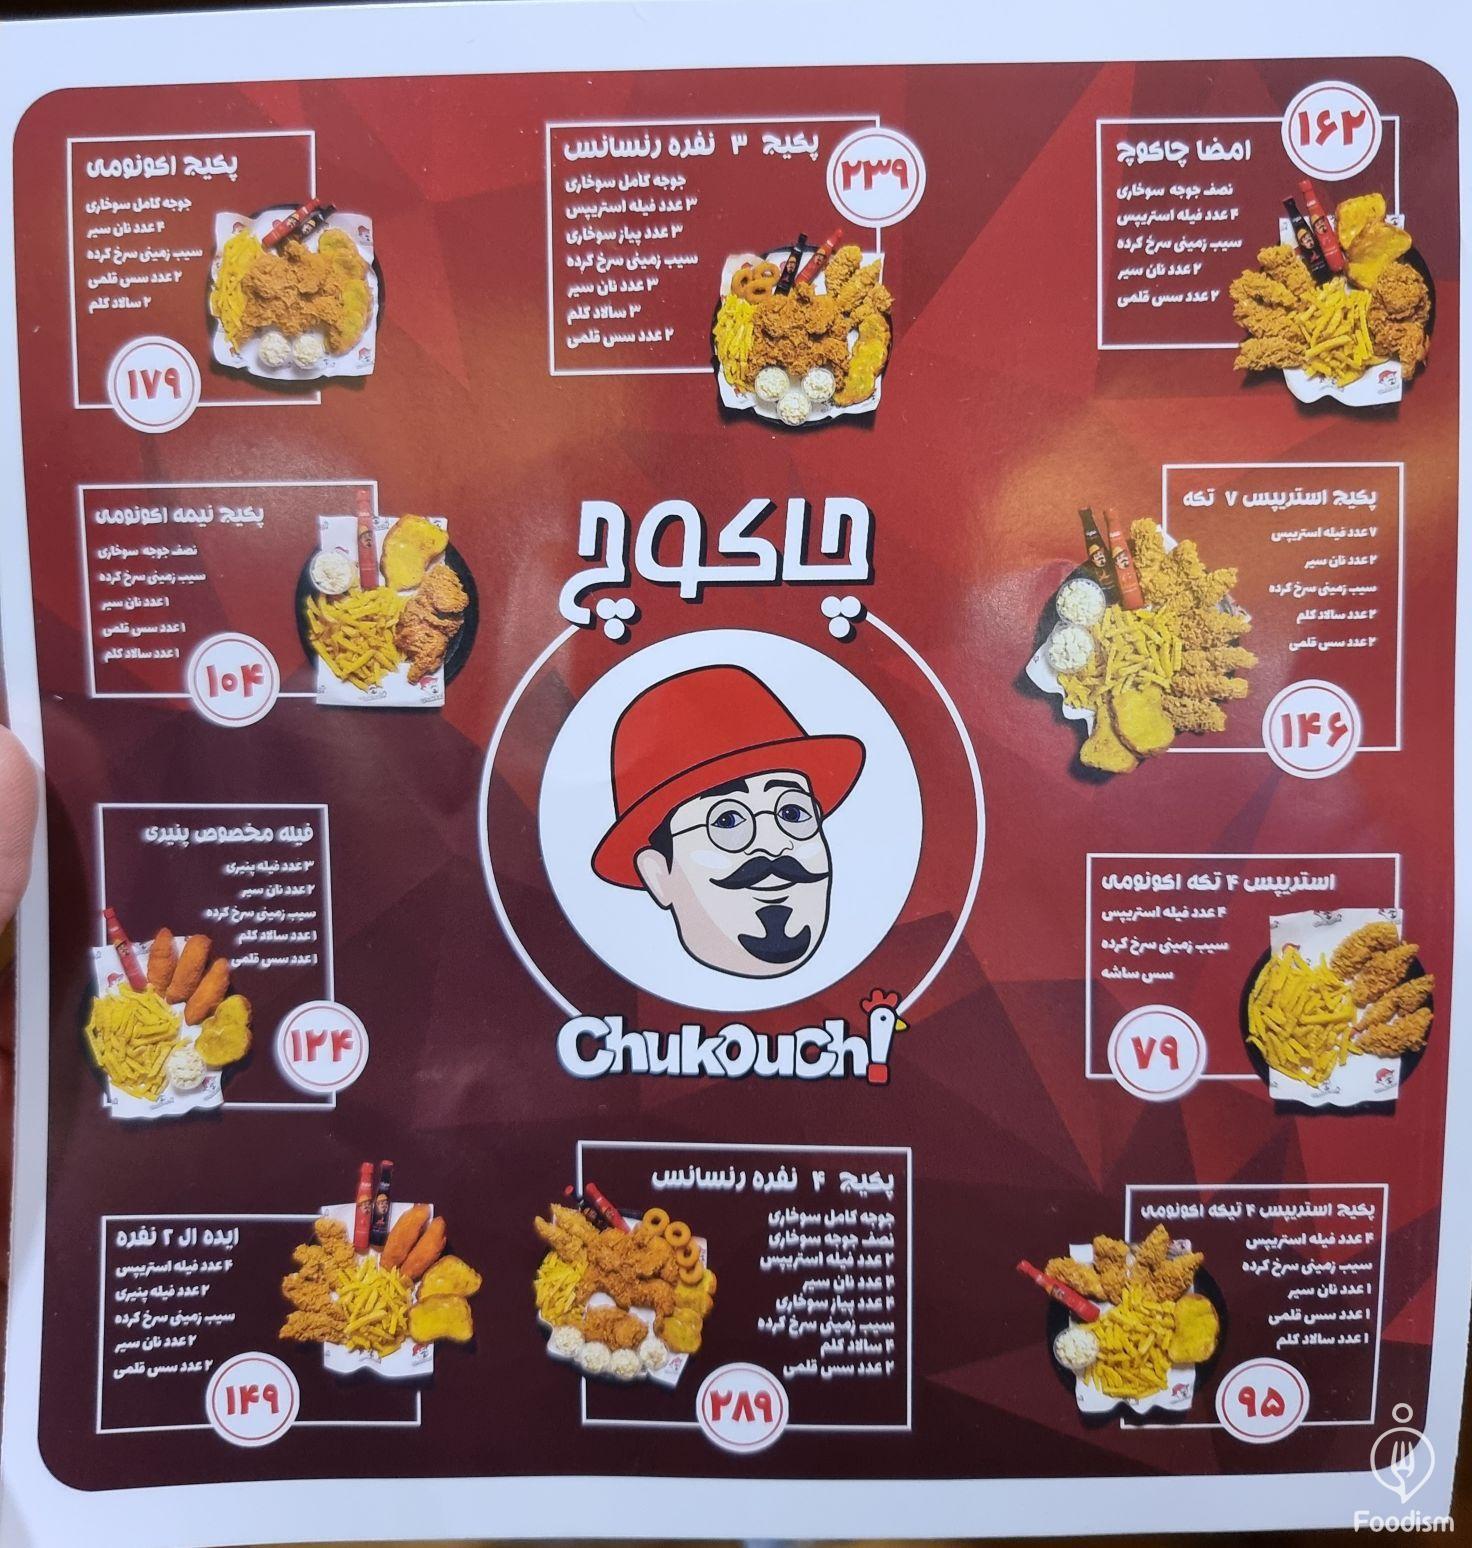 ۱۶۲
امضا چاکوچ
نصف جوجه سوخاری
۴ عدد فیله استریپس
سیب زمینی سرخ کرده
۲ عدد نان سیر
۲ عدد سس قلمی
پکیج ۳ نفره رنسانس
۲۳۹
جوجه کامل سوخاری
۳ عدد فیله استریپس
۳ عدد پیاز سوخاری
سیب زمینی سرخ کرده
۳ عدد نان سیر
۳ سالاد کلم
۲ عدد سس قلمی
پکیج اکونومی
جوجه کامل سوخاری
۴ عدد نان سیر
سیب زمینی سرخ کرده
۲ عدد سس قلمی
۲ سالاد کلم
۱۷۹
پکیج استریپس ۷ تکه
۷ عدد فیله استریپس
۲ عدد نان سیر
سیب زمینی سرخ کرده
۲ عدد سالاد کلم
۲ عدد سس قلمی
۱۴۶
چاکوچ
Chukouch!
پکیج نیمه اکونومی
نصف جوجه سوخاری
سیب زمینی سرخ کرده
۱ عدد نان سیر
۱ عدد سس قلمی
۱ عدد سالاد کلم
۱۰۴
استریپس ۴ تکه اکونومی
۴ عدد فیله استریپس
سیب زمینی سرخ کرده
سس ساشه
۷۹
فیله مخصوص پنیری
۳ عدد فیله پنیری
۲ عدد نان سیر
سیب زمینی سرخ کرده
۱ عدد سالاد کلم
۱ عدد سس قلمی
۱۲۴
پکیج استریپس ۴ تیکه اکونومی
۴ عدد فیله استریپس
سیب زمینی سرخ کرده
۱ عدد نان سیر
۱ عدد سس قلمی
۱ عدد سالاد کلم
۹۵
پکیج ۴ نفره رنسانس
جوجه کامل سوخاری
نصف جوجه سوخاری
۲ عدد فیله استریپس
۴ عدد نان سیر
۴ عدد پیاز سوخاری
سیب زمینی سرخ کرده
۴ سالاد کلم
۲ عدد سس قلمی
۲۸۹
ایده ال ۲ نفره
۴ عدد فیله استریپس
۲ عدد فیله پنیری
سیب زمینی سرخ کرده
۲ عدد نان سیر
۲ عدد سس قلمی
۱۴۹
Foodism